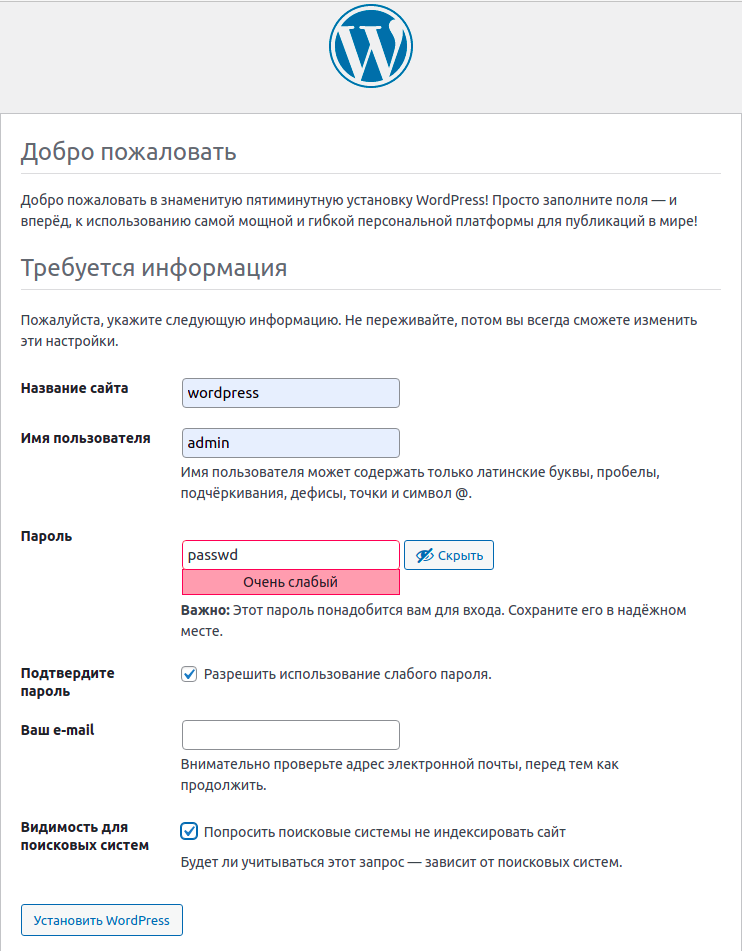 Добро пожаловать
Добро пожаловать в знаменитую пятиминутную установку WordPress! Просто заполните поля — и
вперёд, к использованию самой мощной и гибкой персональной платформы для публикаций в мире!
Требуется информация
Пожалуйста, укажите следующую информацию. Не переживайте, потом вы всегда сможете изменить
эти настройки.
Название сайта
wordpress
Имя пользователя
admin
Имя пользователя может содержать только латинские буквы, пробелы,
подчёркивания, дефисы, точки и символ @.
Пароль
passwd
Скрыть
Очень слабый
Важно: Этот пароль понадобится вам для входа. Сохраните его в надёжном
месте.
Подтвердите
пароль
Разрешить использование слабого пароля.
Ваш e-mail
Внимательно проверьте адрес электронной почты, перед тем как
продолжить.
Видимость для
поисковых систем
Попросить поисковые системы не индексировать сайт
Будет ли учитываться этот запрос — зависит от поисковых систем.
Установить WordPress